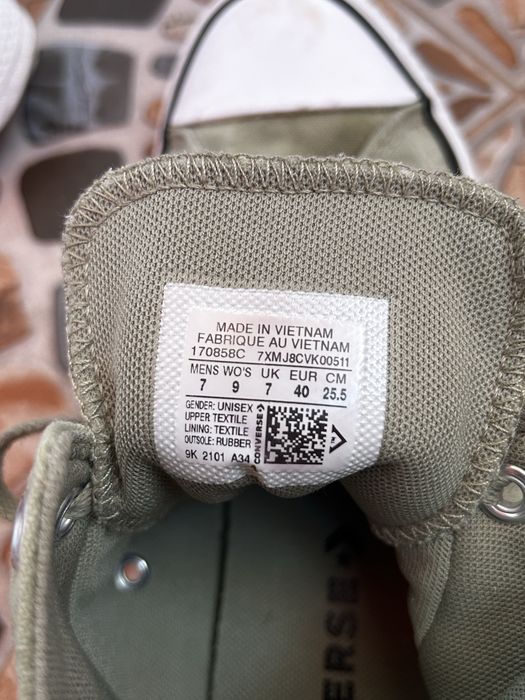 MADE IN VIETNAM
FABRIQUE AU VIETNAM
170858C 7XMJ8CVK00511
MENS WO'S UK EUR CM
7 9 7 40 25.5
GENDER: UNISEX
UPPER TEXTILE
LINING: TEXTILE
OUTSOLE: RUBBER
9K 2101 A34
CONVERSE
ERSE